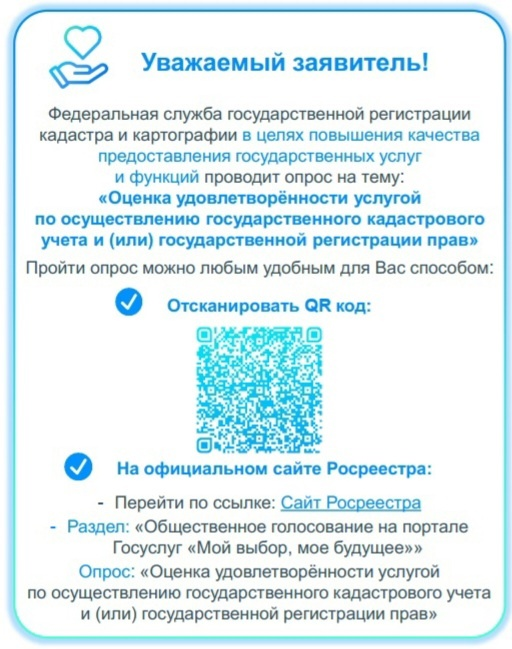 Уважаемый заявитель!
Федеральная служба государственной регистрации
кадастра и картографии в целях повышения качества
предоставления государственных услуг
и функций проводит опрос на тему:
«Оценка удовлетворённости услугой
по осуществлению государственного кадастрового
учета и (или) государственной регистрации прав»
Пройти опрос можно любым удобным для Вас способом:
Отсканировать QR код:
На официальном сайте Росреестра:
- Перейти по ссылке: Сайт Росреестра
- Раздел: «Общественное голосование на портале
Госуслуг «Мой выбор, мое будущее»»
Опрос: «Оценка удовлетворённости услугой
по осуществлению государственного кадастрового учета
и (или) государственной регистрации прав»